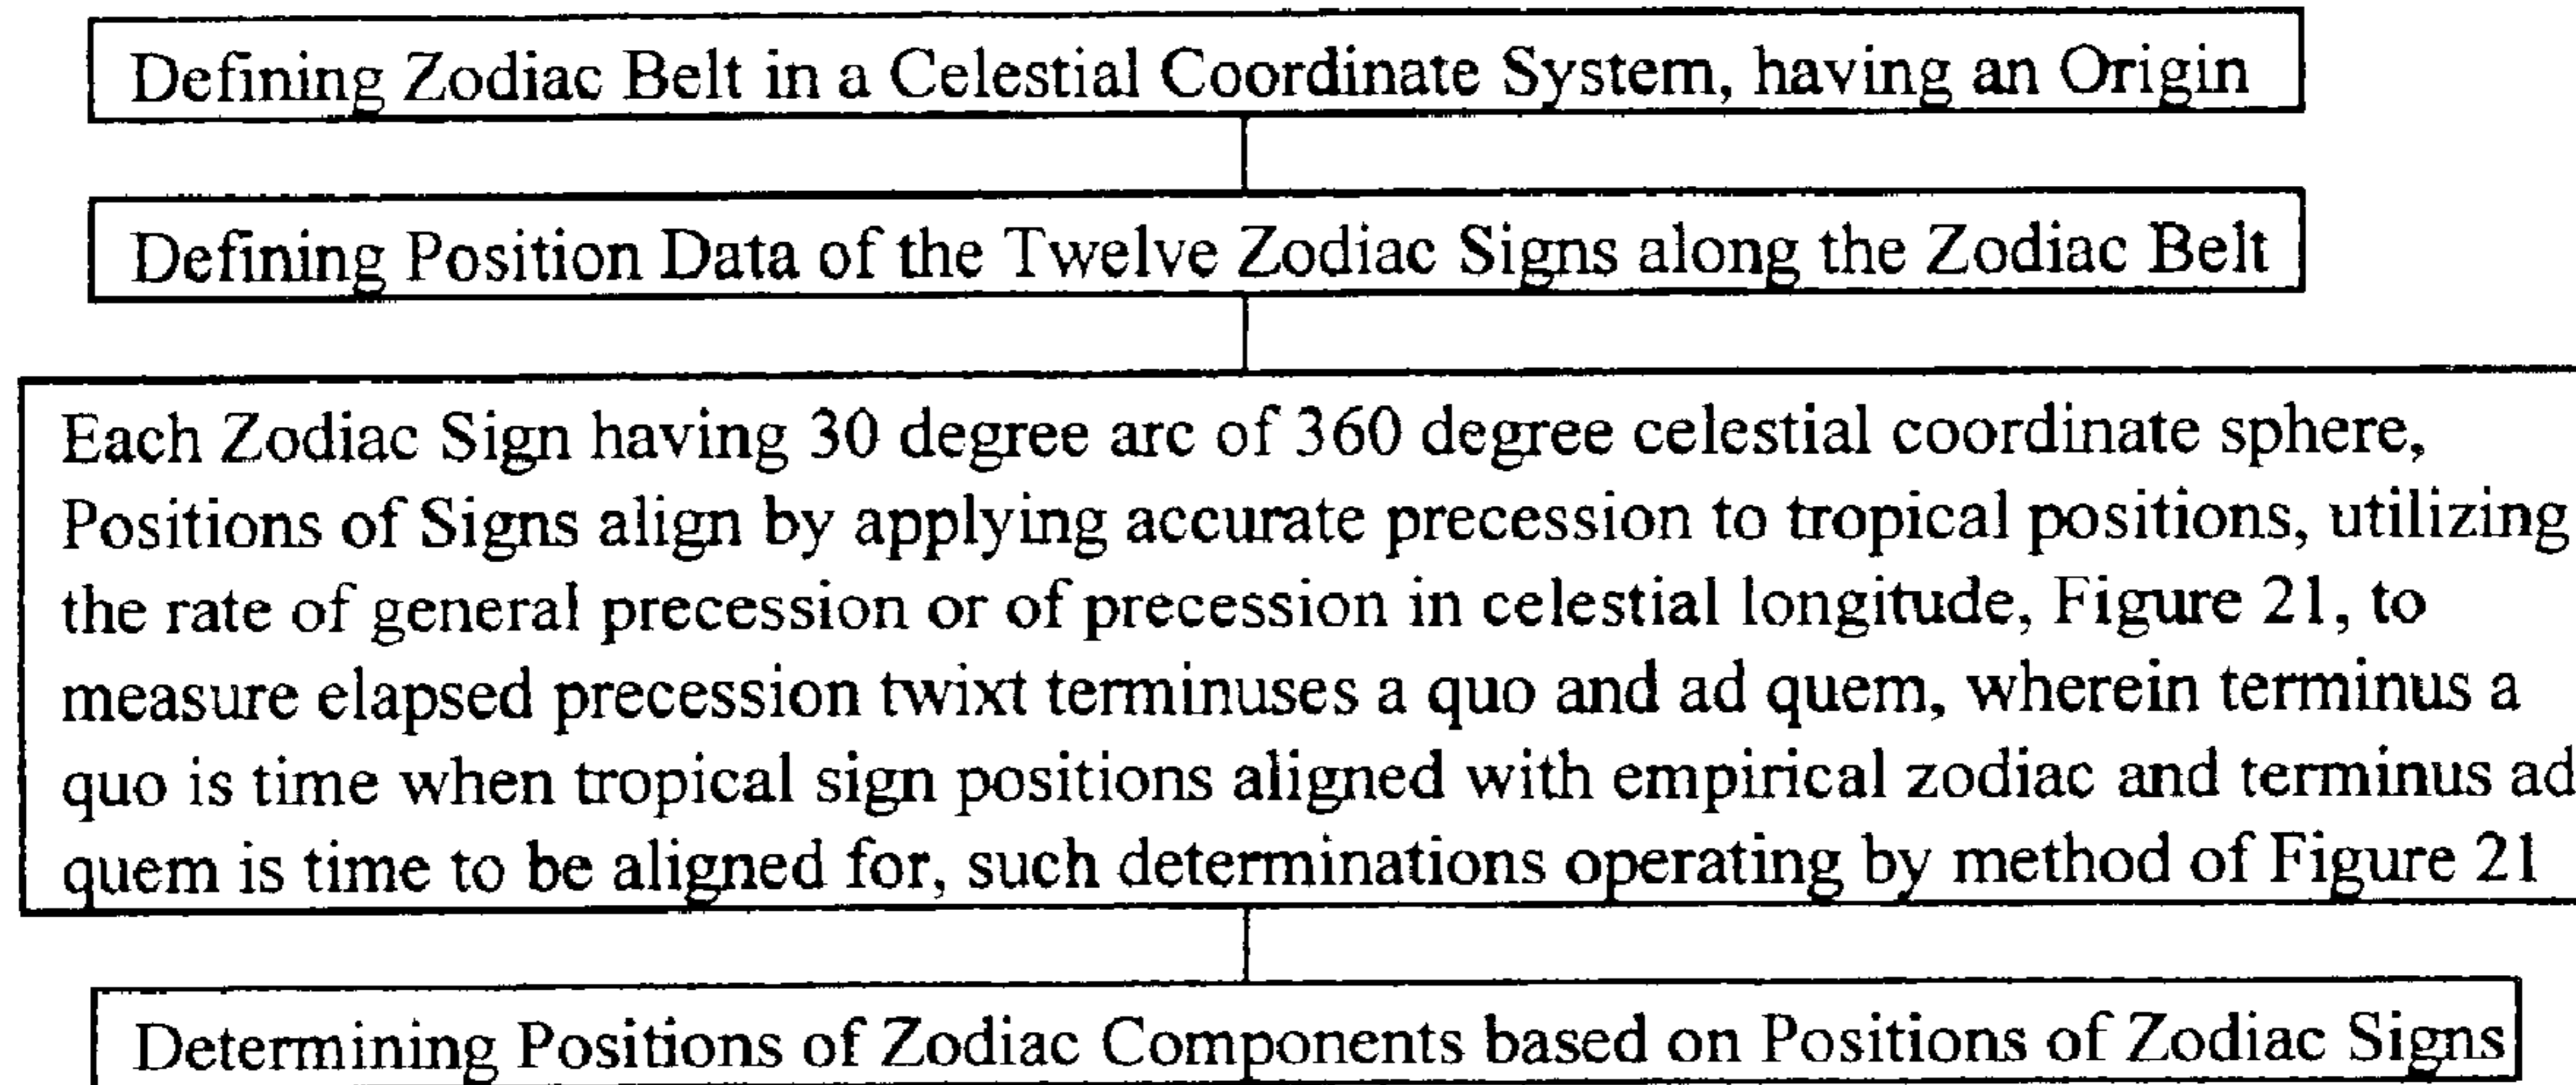 Defining Zodiac Belt in a Celestial Coordinate System, having an Origin
Defining Position Data of the Twelve Zodiac Signs along the Zodiac Belt
Each Zodiac Sign having 30 degree arc of 360 degree celestial coordinate sphere,
Positions of Signs align by applying accurate precession to tropical positions, utilizing
the rate of general precession or of precession in celestial longitude, Figure 21, to
measure elapsed precession twixt terminuses a quo and ad quem, wherein terminus a
quo is time when tropical sign positions aligned with empirical zodiac and terminus ad
quem is time to be aligned for, such determinations operating by method of Figure 21
Determining Positions of Zodiac Components based on Positions of Zodiac Signs